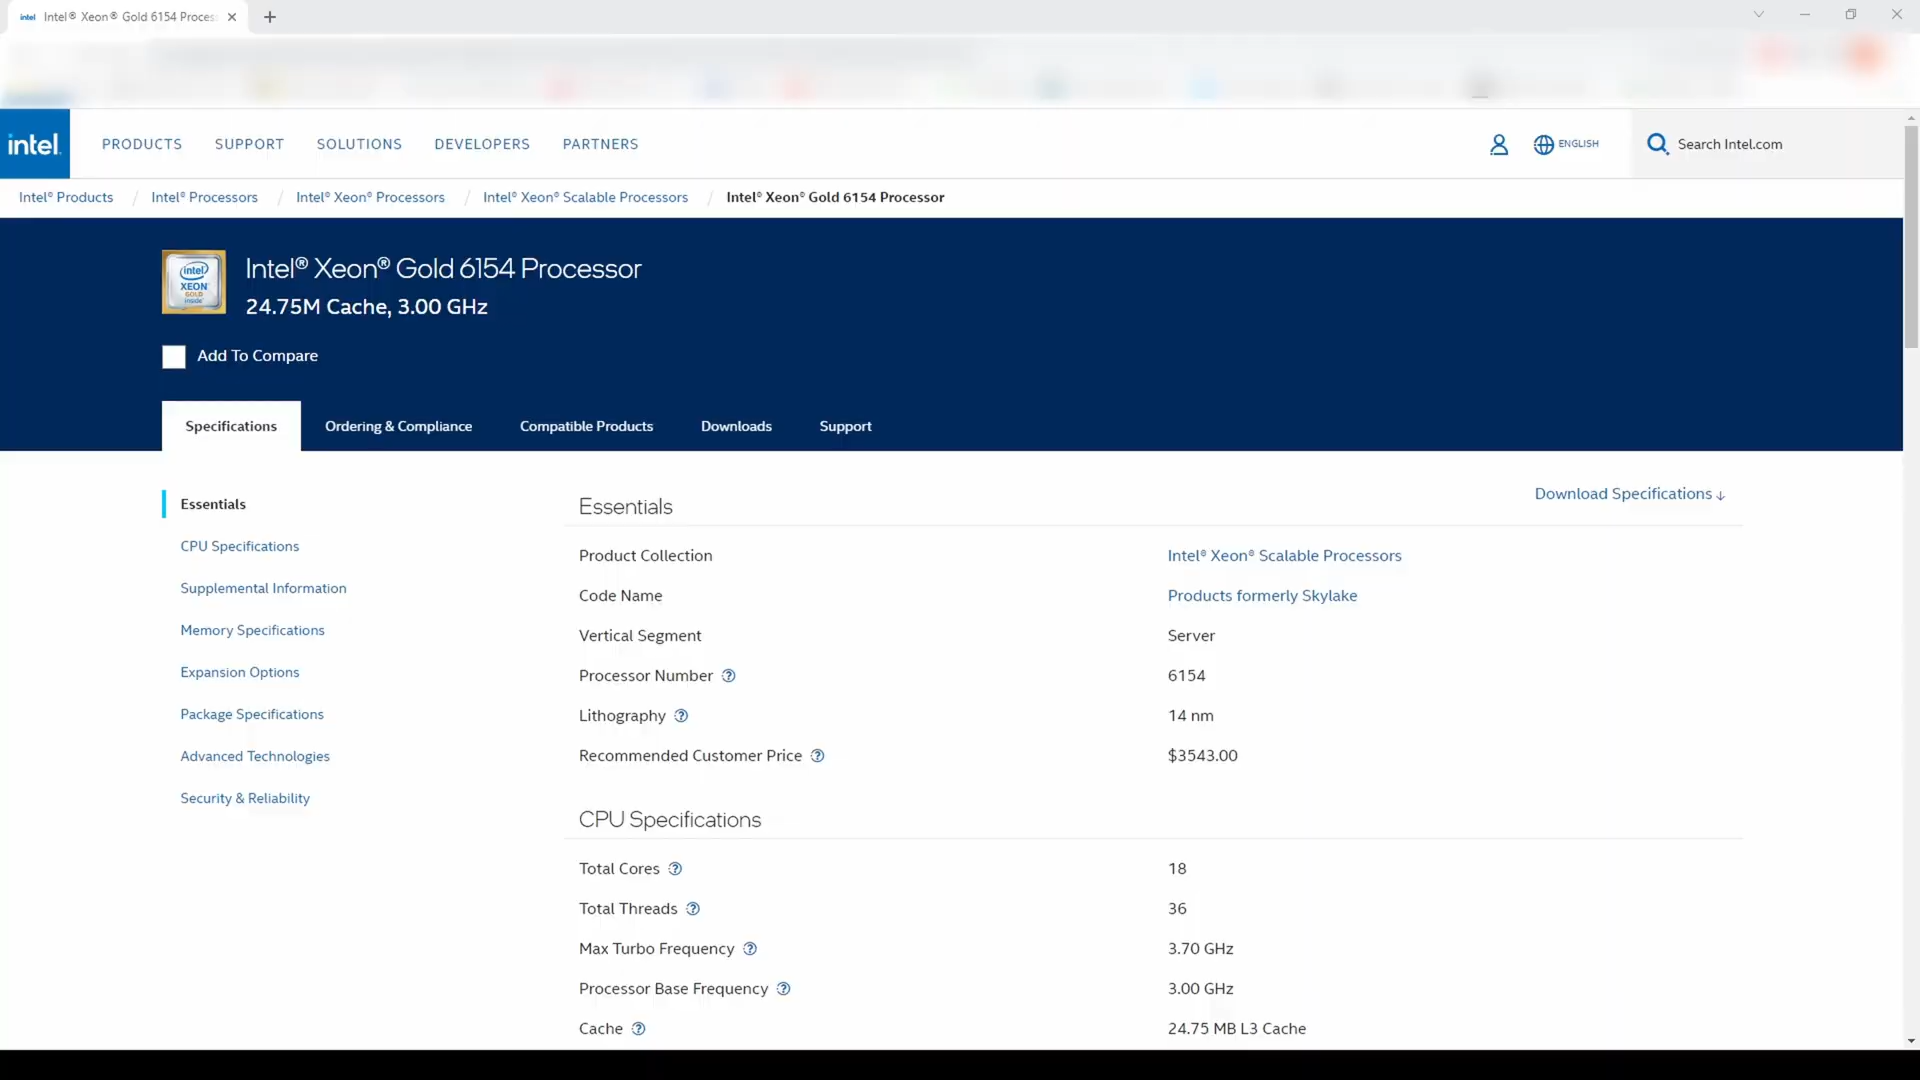 intel Intel® Xeon® Gold 6154 Proces
intel.
PRODUCTS SUPPORT SOLUTIONS DEVELOPERS PARTNERS ENGLISH Search Intel.com
Intel® Products / Intel® Processors / Intel® Xeon® Processors / Intel® Xeon® Scalable Processors / Intel® Xeon® Gold 6154 Processor
intel XEON GOLD inside
Intel® Xeon® Gold 6154 Processor
24.75M Cache, 3.00 GHz
Add To Compare
Specifications Ordering & Compliance Compatible Products Downloads Support
Essentials
CPU Specifications
Supplemental Information
Memory Specifications
Expansion Options
Package Specifications
Advanced Technologies
Security & Reliability
Essentials Download Specifications ↓
Product Collection Intel® Xeon® Scalable Processors
Code Name Products formerly Skylake
Vertical Segment Server
Processor Number ? 6154
Lithography ? 14 nm
Recommended Customer Price ? $3543.00
CPU Specifications
Total Cores ? 18
Total Threads ? 36
Max Turbo Frequency ? 3.70 GHz
Processor Base Frequency ? 3.00 GHz
Cache ? 24.75 MB L3 Cache